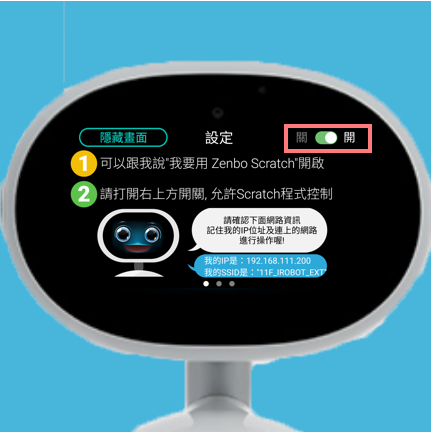 隱藏畫面 設定 關 開
1 可以跟我說"我要用 Zenbo Scratch"開啟
2 請打開右上方開關, 允許Scratch程式控制
請確認下面網路資訊
記住我的IP位址及連上的網路
進行操作喔!
我的IP是：192.168.111.200
我的SSID是："11F_IROBOT_EXT"